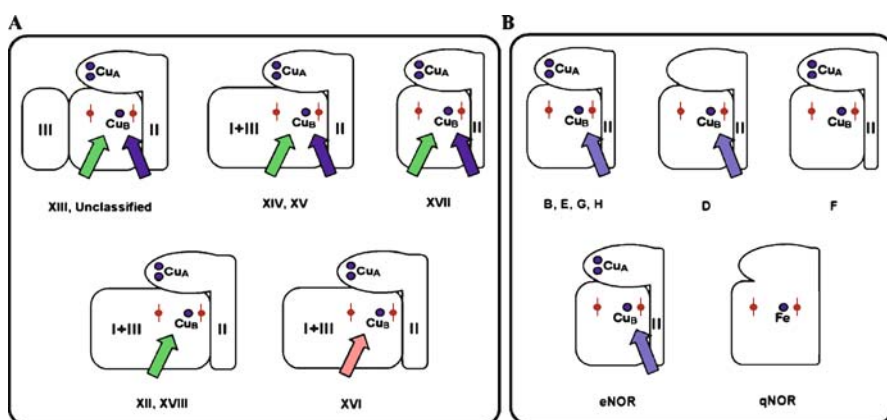 A
B
CuA
CuA
CuA
III
CuB
II
I+III
CuB
II
CuB
II
XIII, Unclassified
XIV, XV
XVII
CuA
CuA
I+III
CuB
II
I+III
CuB
II
XII, XVIII
XVI
CuA
CuA
CuB
II
CuB
II
CuB
II
B, E, G, H
D
F
CuA
CuB
II
Fe
eNOR
qNOR